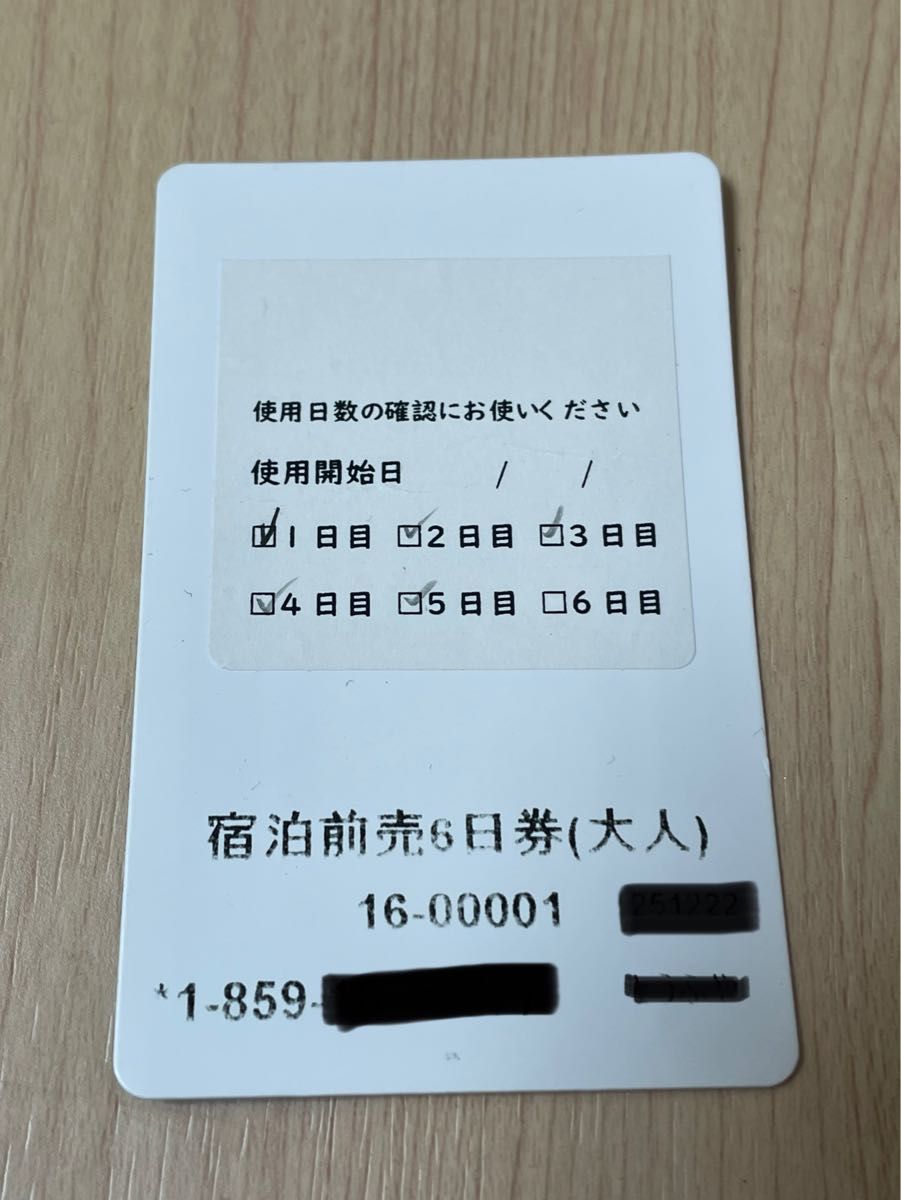 使用日数の確認にお使いください
使用開始日 / /
☑1日目 ☑2日目 ☑3日目
☑4日目 ☑5日目 □6日目
宿泊前売6日券(大人)
16-00001
*1-859-